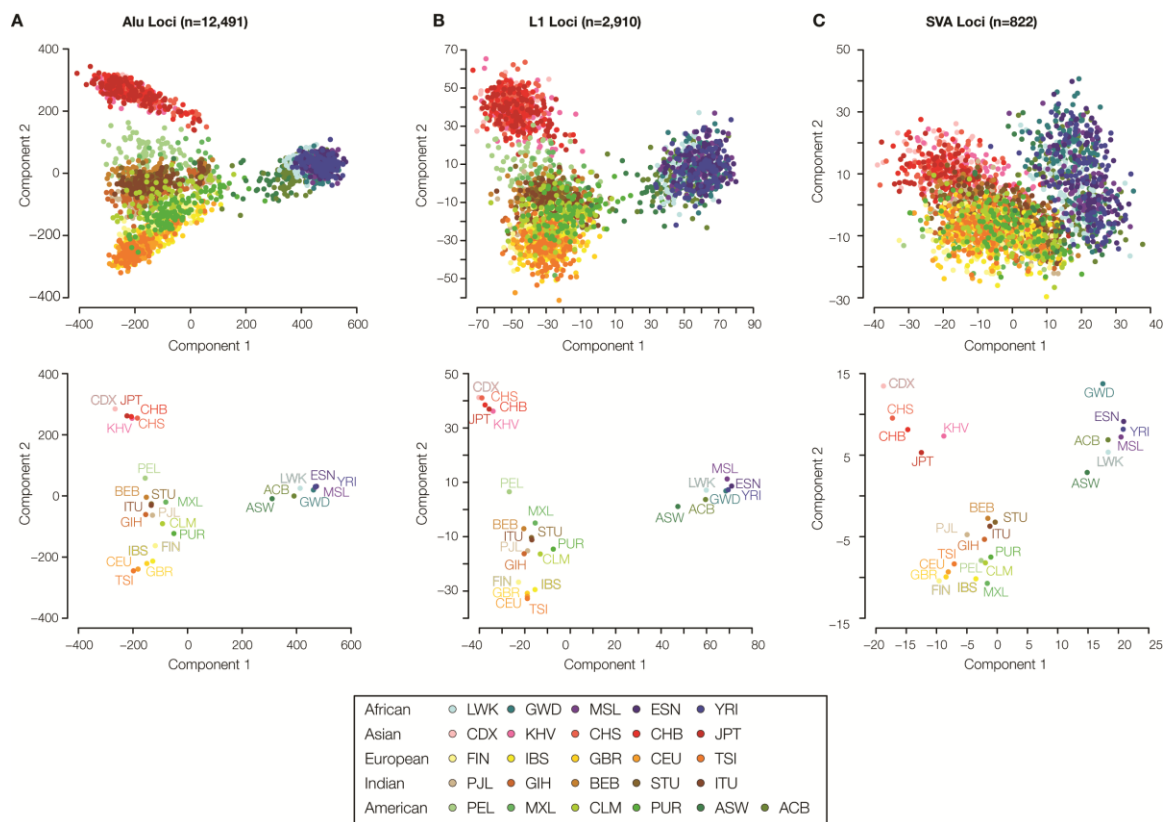 A Alu Loci (n=12,491)
400
200
0
−200
−400
Component 2
−400 −200 0 200 400 600
Component 1
B L1 Loci (n=2,910)
70
50
30
10
−10
−30
−50
Component 2
−70 −50 −30 −10 10 30 50 70 90
Component 1
C SVA Loci (n=822)
50
30
10
−10
−30
Component 2
−40 −30 −20 −10 0 10 20 30 40
Component 1
400
200
0
−200
−400
Component 2
CDX JPT
CHB
KHV CHS
PEL
BEB STU
ITU MXL
GIH PJL
CLM
PUR
IBS FIN
CEU
GBR
TSI
LWK ESN
YRI
ACB MSL
ASW GWD
−400 −200 0 200 400 600
Component 1
50
30
10
−10
−30
Component 2
CDX
CHS
CHB
JPT
KHV
PEL
MXL
BEB
STU
ITU
PUR
PJL
CLM
GIH
FIN
IBS
GBR
CEU
TSI
MSL
LWK
ESN
GWD
YRI
ACB
ASW
−40 −20 0 20 40 60 80
Component 1
15
5
−5
−15
Component 2
CDX
GWD
CHS
ESN
CHB
KHV
YRI
ACB
MSL
JPT
LWK
ASW
BEB
STU
PJL
ITU
GIH
TSI
PUR
CEU
PEL
CLM
GBR
FIN
IBS
MXL
−20 −15 −10 −5 0 5 10 15 20 25
Component 1
African LWK GWD MSL ESN YRI
Asian CDX KHV CHS CHB JPT
European FIN IBS GBR CEU TSI
Indian PJL GIH BEB STU ITU
American PEL MXL CLM PUR ASW ACB